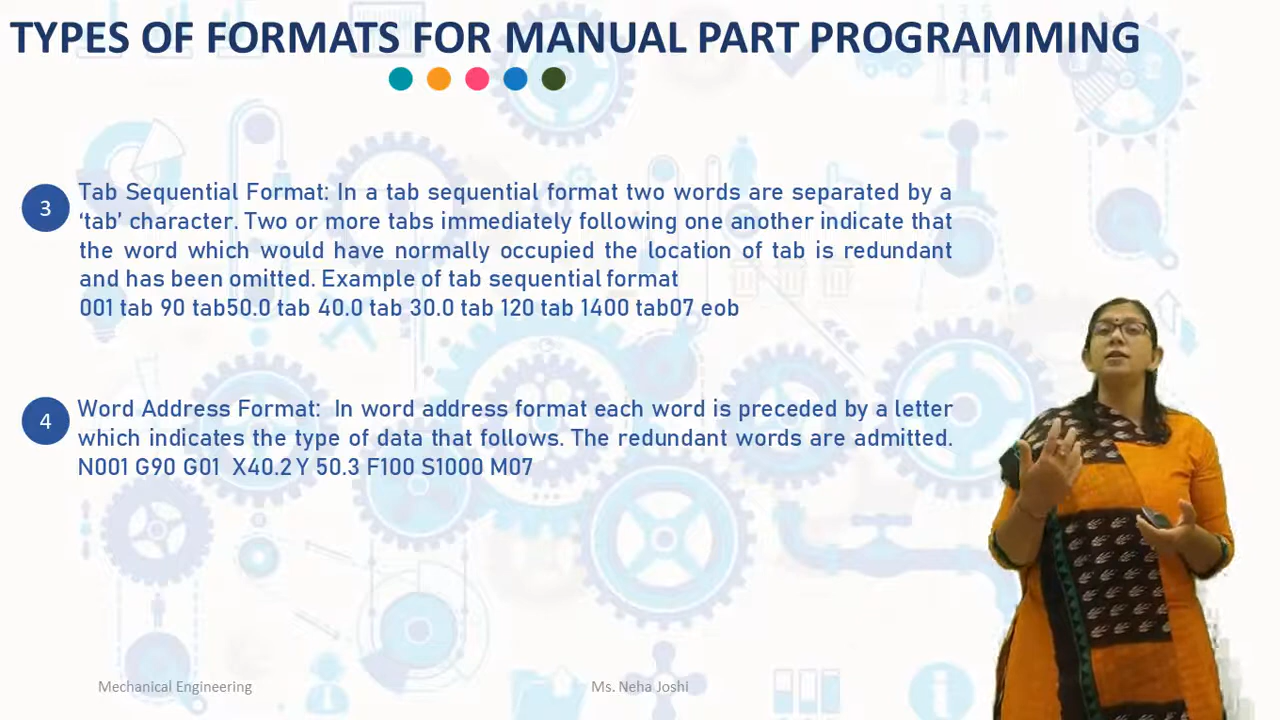 TYPES OF FORMATS FOR MANUAL PART PROGRAMMING
3
Tab Sequential Format: In a tab sequential format two words are separated by a
‘tab’ character. Two or more tabs immediately following one another indicate that
the word which would have normally occupied the location of tab is redundant
and has been omitted. Example of tab sequential format
001 tab 90 tab50.0 tab 40.0 tab 30.0 tab 120 tab 1400 tab07 eob
4
Word Address Format: In word address format each word is preceded by a letter
which indicates the type of data that follows. The redundant words are admitted.
N001 G90 G01 X40.2 Y 50.3 F100 S1000 M07
Mechanical Engineering
Ms. Neha Joshi